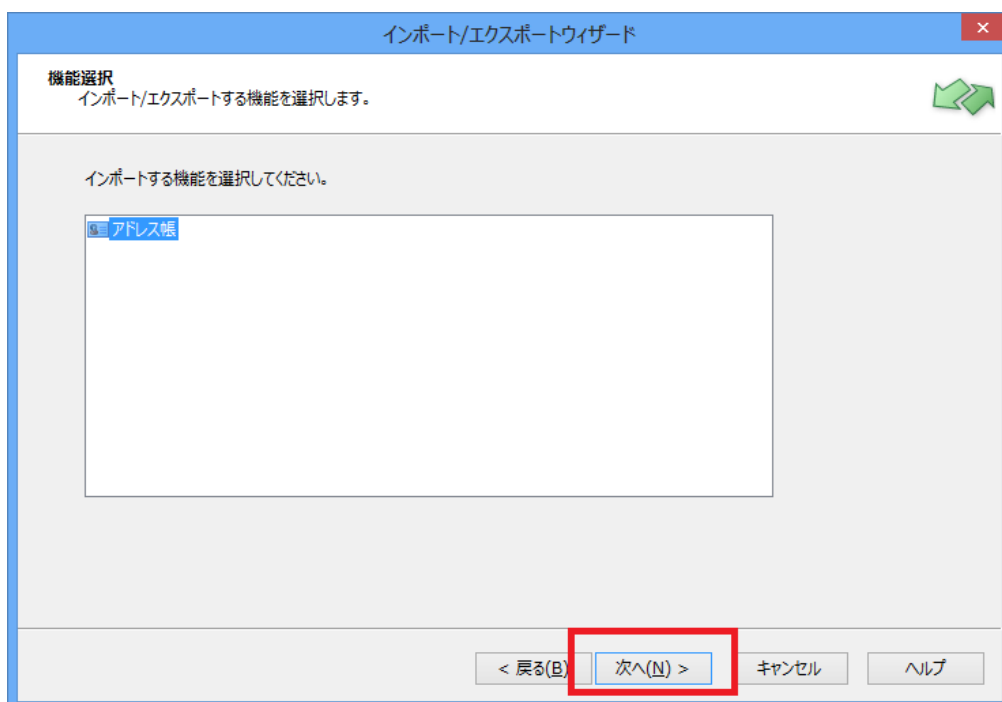 インポート/エクスポートウィザード
機能選択
インポート/エクスポートする機能を選択します。
インポートする機能を選択してください。
アドレス帳
< 戻る(B) 次へ(N) > キャンセル ヘルプ